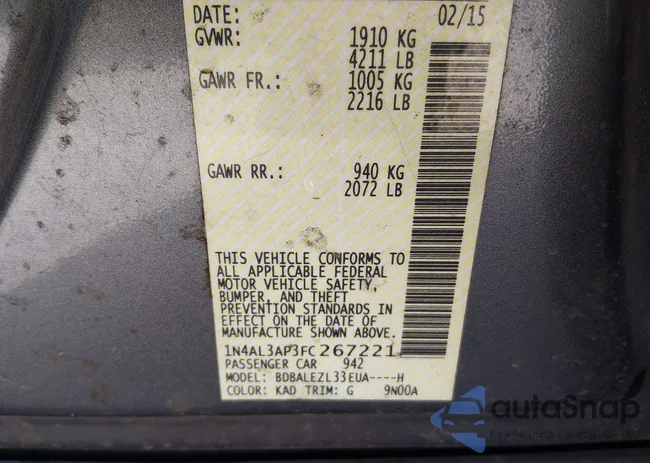 DATE: 02/15
GVWR: 1910 KG
4211 LB
GAWR FR.: 1005 KG
2216 LB
GAWR RR.: 940 KG
2072 LB
THIS VEHICLE CONFORMS TO
ALL APPLICABLE FEDERAL
MOTOR VEHICLE SAFETY,
BUMPER, AND THEFT
PREVENTION STANDARDS IN
EFFECT ON THE DATE OF
MANUFACTURE SHOWN ABOVE.
1N4AL3AP3FC267221
PASSENGER CAR 942
MODEL: BDBALEZL33EUA----H
COLOR: KAD TRIM: G 9N00A
autoSnap